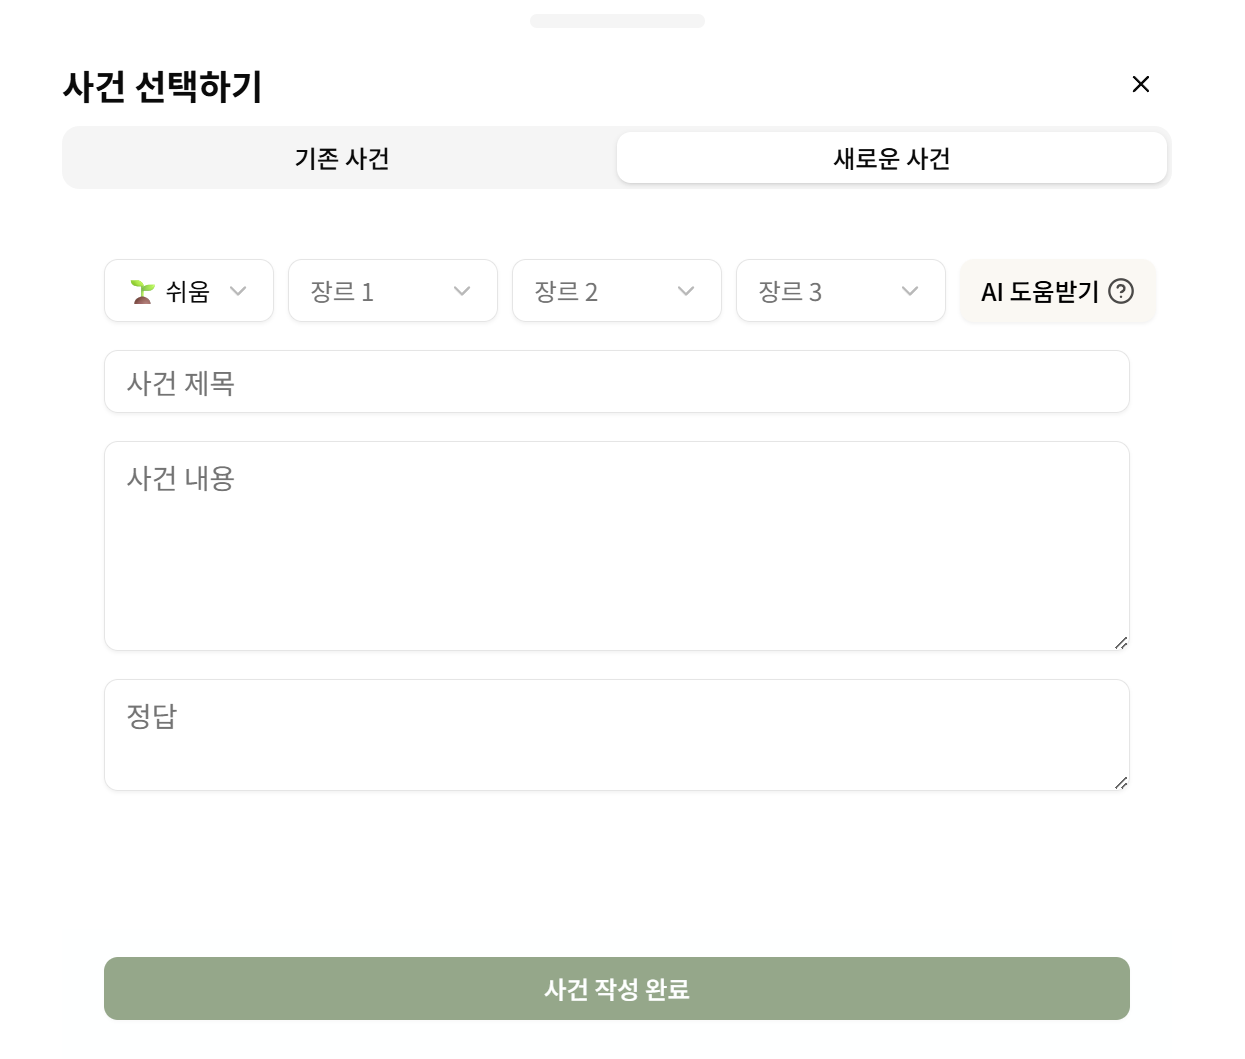 사건 선택하기
기존 사건 새로운 사건
쉬움 장르 1 장르 2 장르 3 AI 도움받기
사건 제목
사건 내용
정답
사건 작성 완료